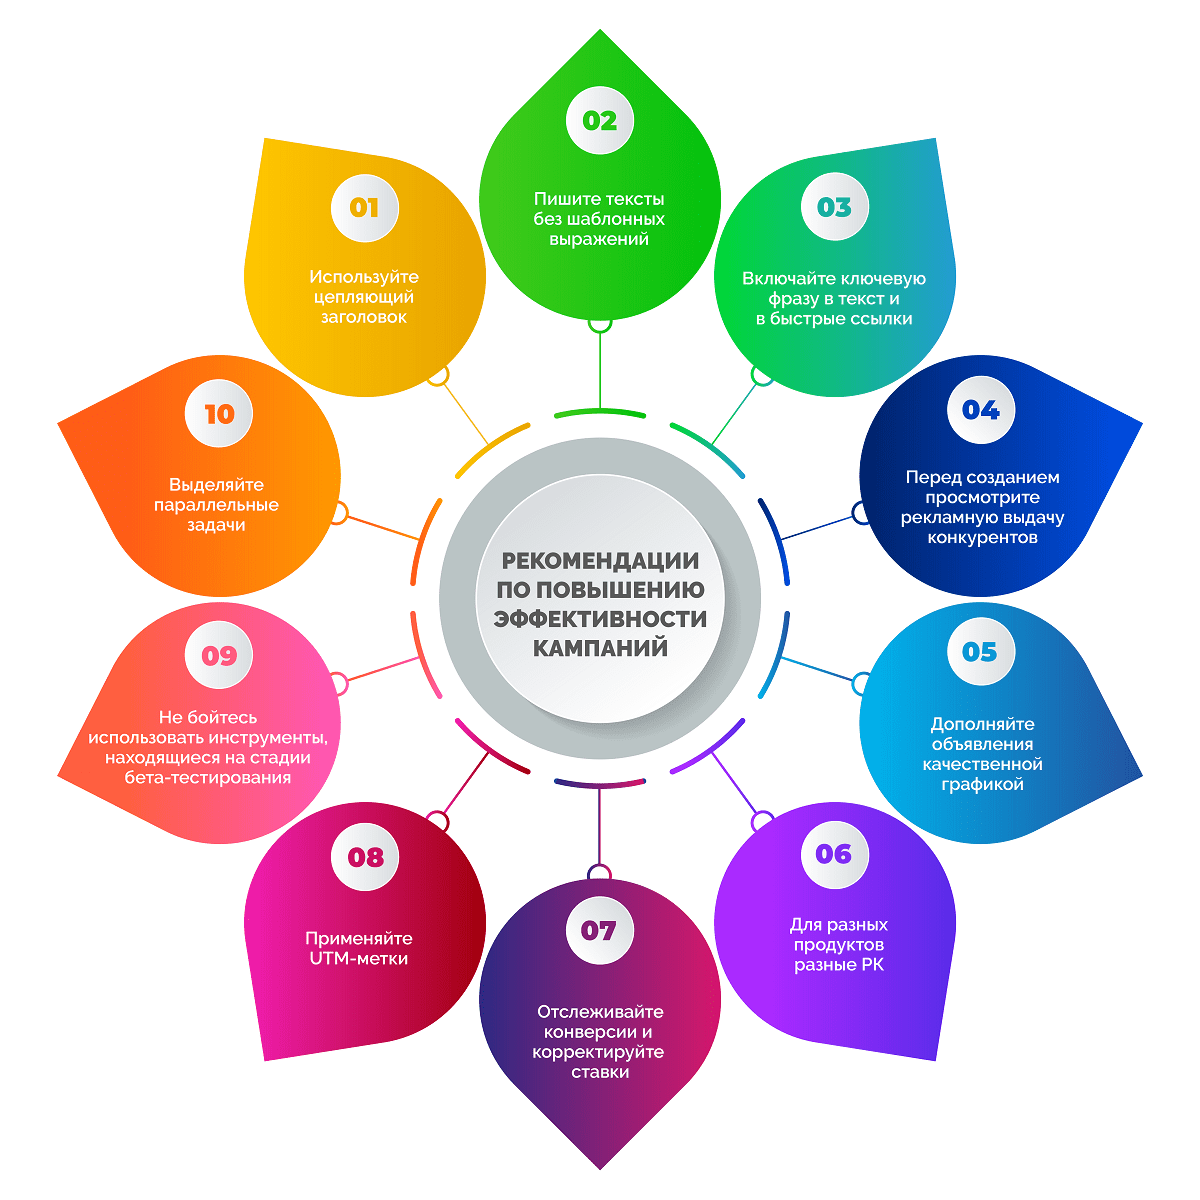 РЕКОМЕНДАЦИИ
ПО ПОВЫШЕНИЮ
ЭФФЕКТИВНОСТИ
КАМПАНИЙ
01
Используйте
цепляющий
заголовок
02
Пишите тексты
без шаблонных
выражений
03
Включайте ключевую
фразу в текст и
в быстрые ссылки
04
Перед созданием
просмотрите
рекламную выдачу
конкурентов
05
Дополняйте
объявления
качественной
графикой
06
Для разных
продуктов
разные РК
07
Отслеживайте
конверсии и
корректируйте
ставки
08
Применяйте
UTM-метки
09
Не бойтесь
использовать инструменты,
находящиеся на стадии
бета-тестирования
10
Выделяйте
параллельные
задачи